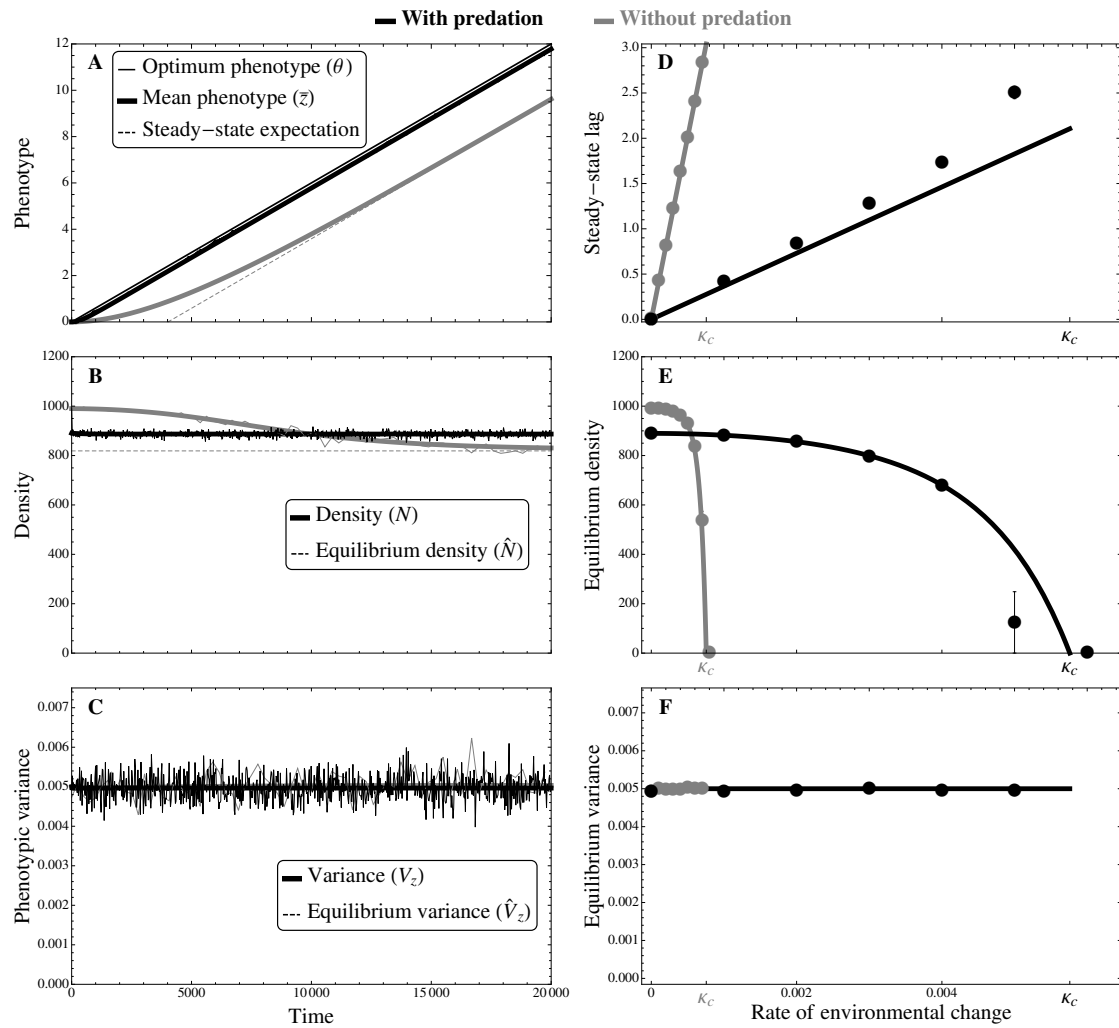 With predation
Without predation
A
Optimum phenotype (θ)
Mean phenotype (z̄)
Steady−state expectation
Phenotype
12
10
8
6
4
2
0
D
Steady−state lag
3.0
2.5
2.0
1.5
1.0
0.5
0.0
κc
κc
B
Density (N)
Equilibrium density (N̂)
Density
1200
1000
800
600
400
200
0
E
Equilibrium density
1200
1000
800
600
400
200
0
κc
κc
C
Variance (Vz)
Equilibrium variance (V̂z)
Phenotypic variance
0.007
0.006
0.005
0.004
0.003
0.002
0.001
0.000
0
5000
10 000
15 000
20 000
Time
F
Equilibrium variance
0.007
0.006
0.005
0.004
0.003
0.002
0.001
0.000
0
κc
0.002
0.004
κc
Rate of environmental change